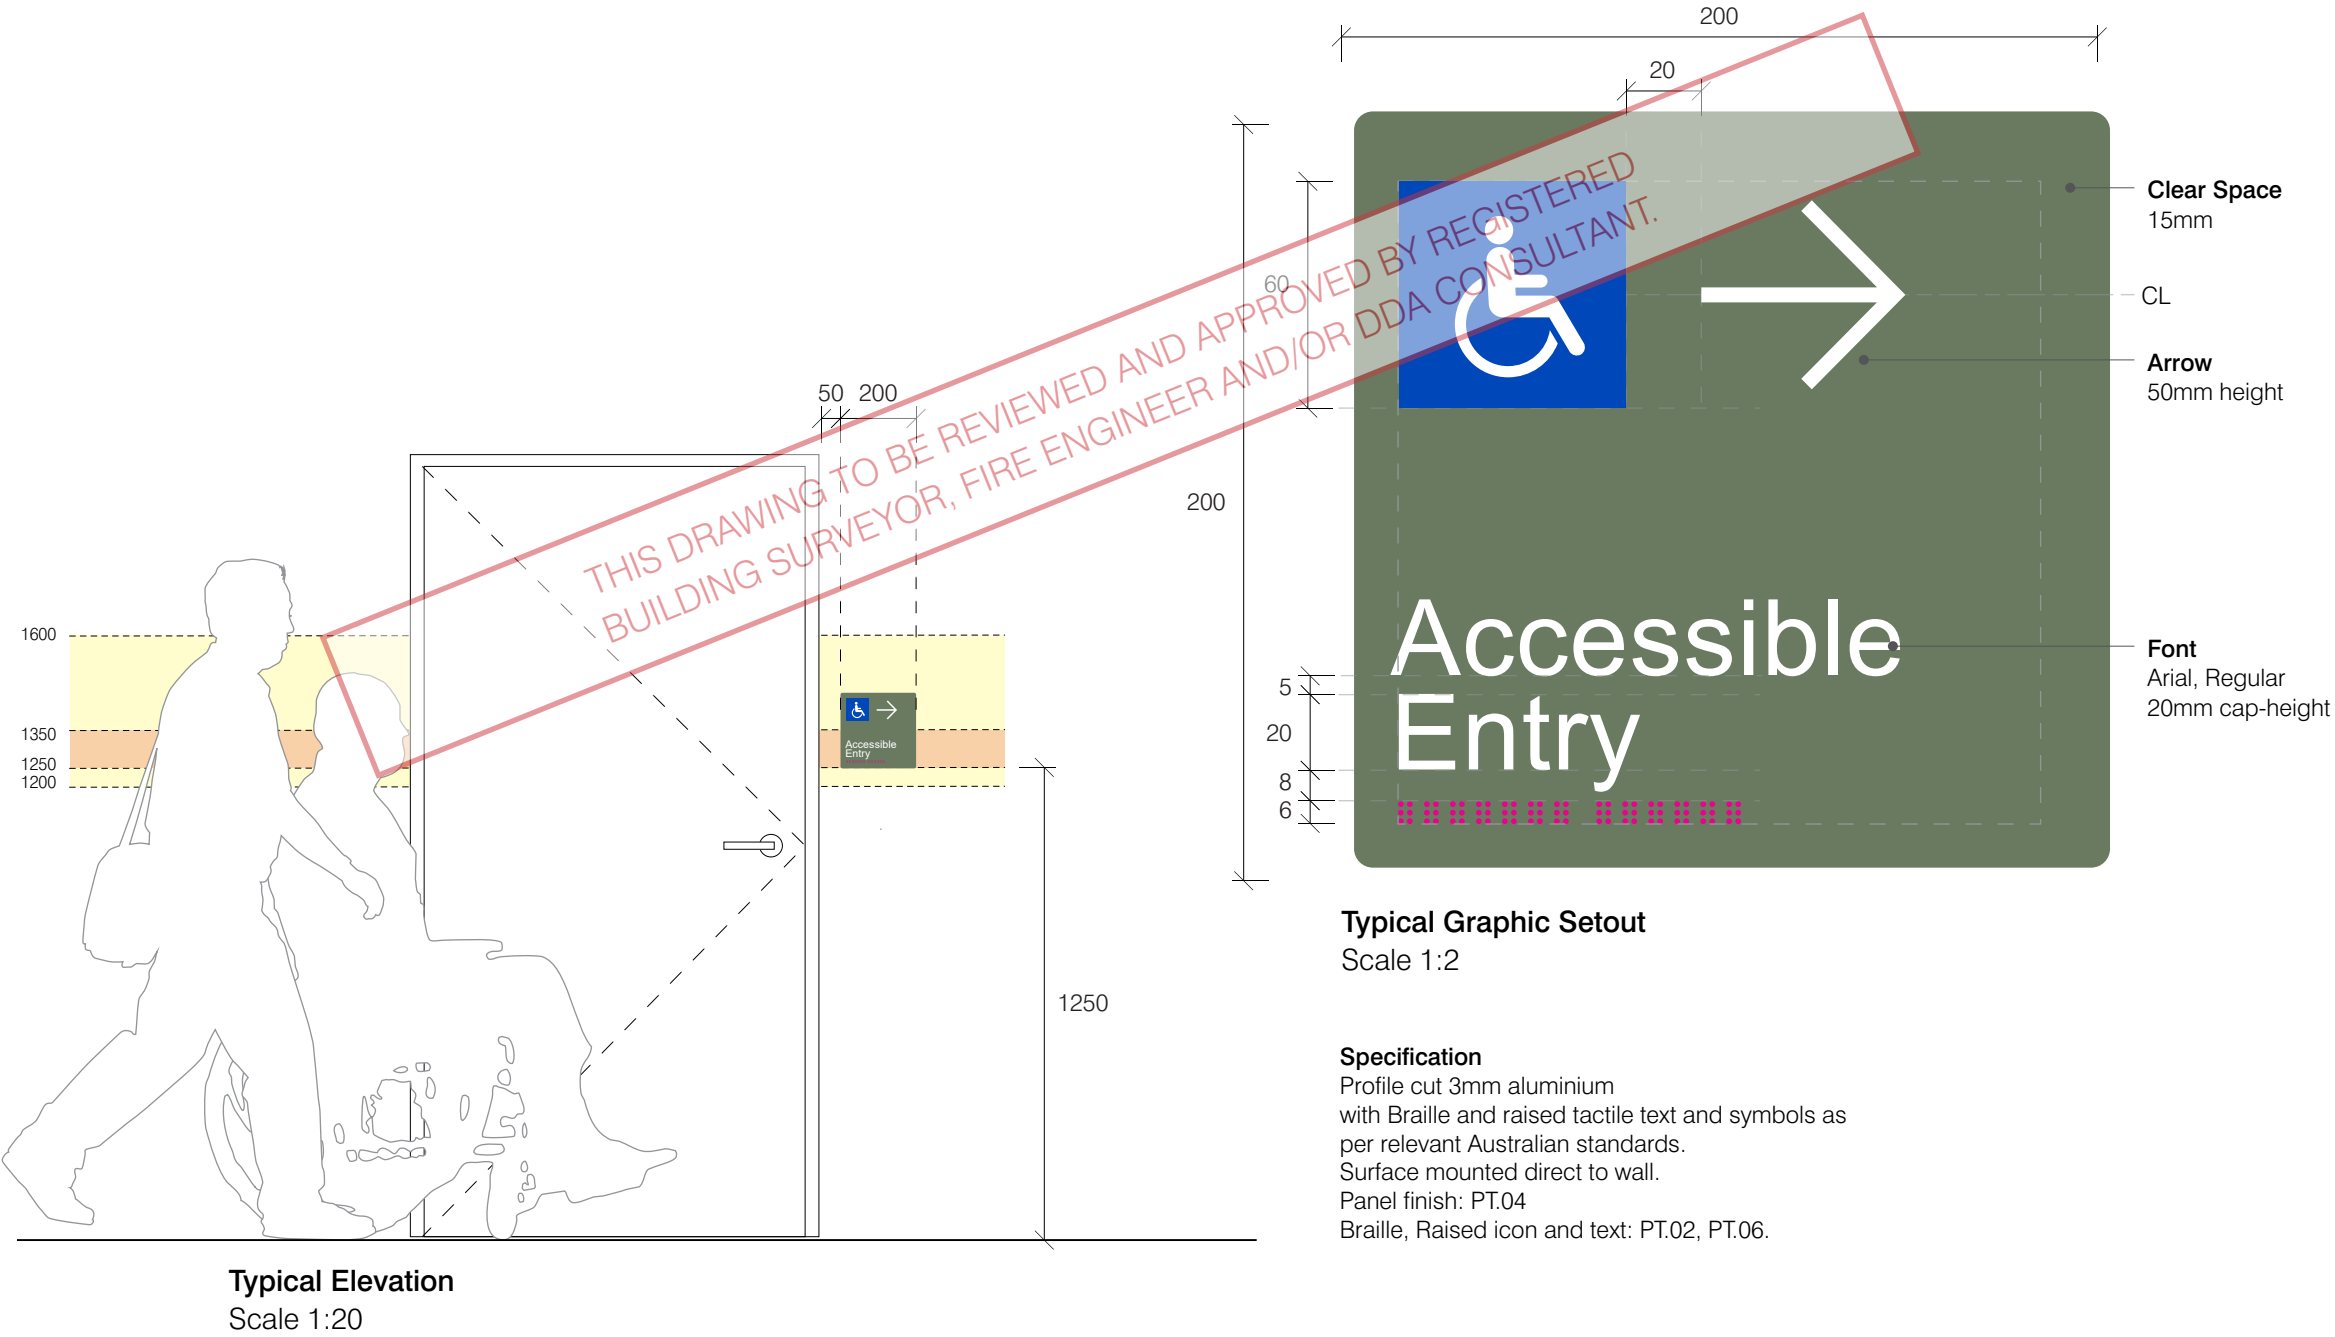 200
20
60
200
Clear Space
15mm
CL
Arrow
50mm height
Accessible
Entry
Font
Arial, Regular
20mm cap-height
5
20
8
6
THIS DRAWING TO BE REVIEWED AND APPROVED BY REGISTERED
BUILDING SURVEYOR, FIRE ENGINEER AND/OR DDA CONSULTANT.
50 200
1600
1350
1250
1200
Accessible
Entry
1250
Typical Elevation
Scale 1:20
Typical Graphic Setout
Scale 1:2
Specification
Profile cut 3mm aluminium
with Braille and raised tactile text and symbols as
per relevant Australian standards.
Surface mounted direct to wall.
Panel finish: PT.04
Braille, Raised icon and text: PT.02, PT.06.